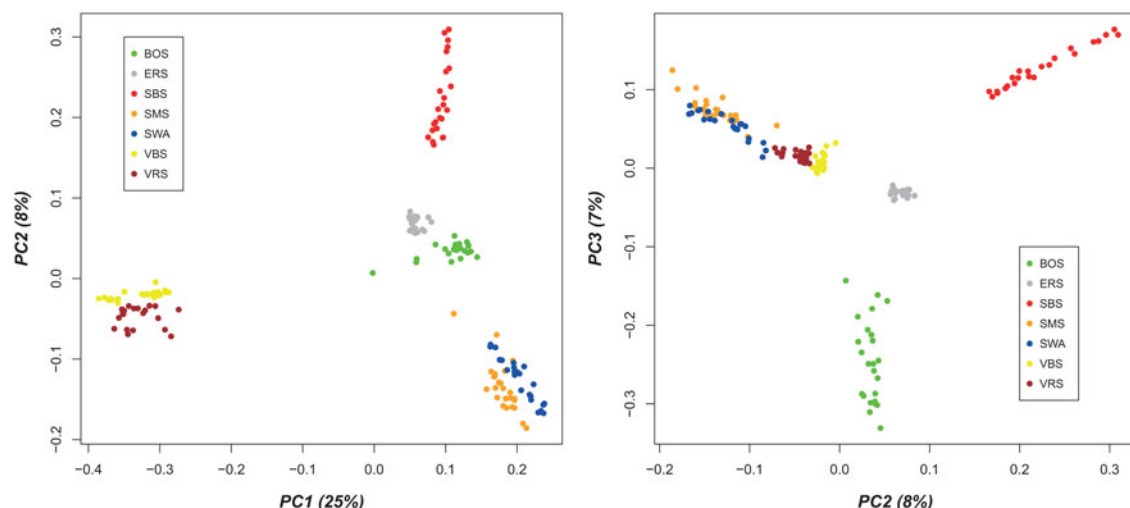 0.3
0.2
0.1
0.0
−0.1
−0.2
PC2 (8%)
BOS
ERS
SBS
SMS
SWA
VBS
VRS
−0.4 −0.3 −0.2 −0.1 0.0 0.1 0.2
PC1 (25%)
0.1
0.0
−0.1
−0.2
−0.3
PC3 (7%)
BOS
ERS
SBS
SMS
SWA
VBS
VRS
−0.2 −0.1 0.0 0.1 0.2 0.3
PC2 (8%)